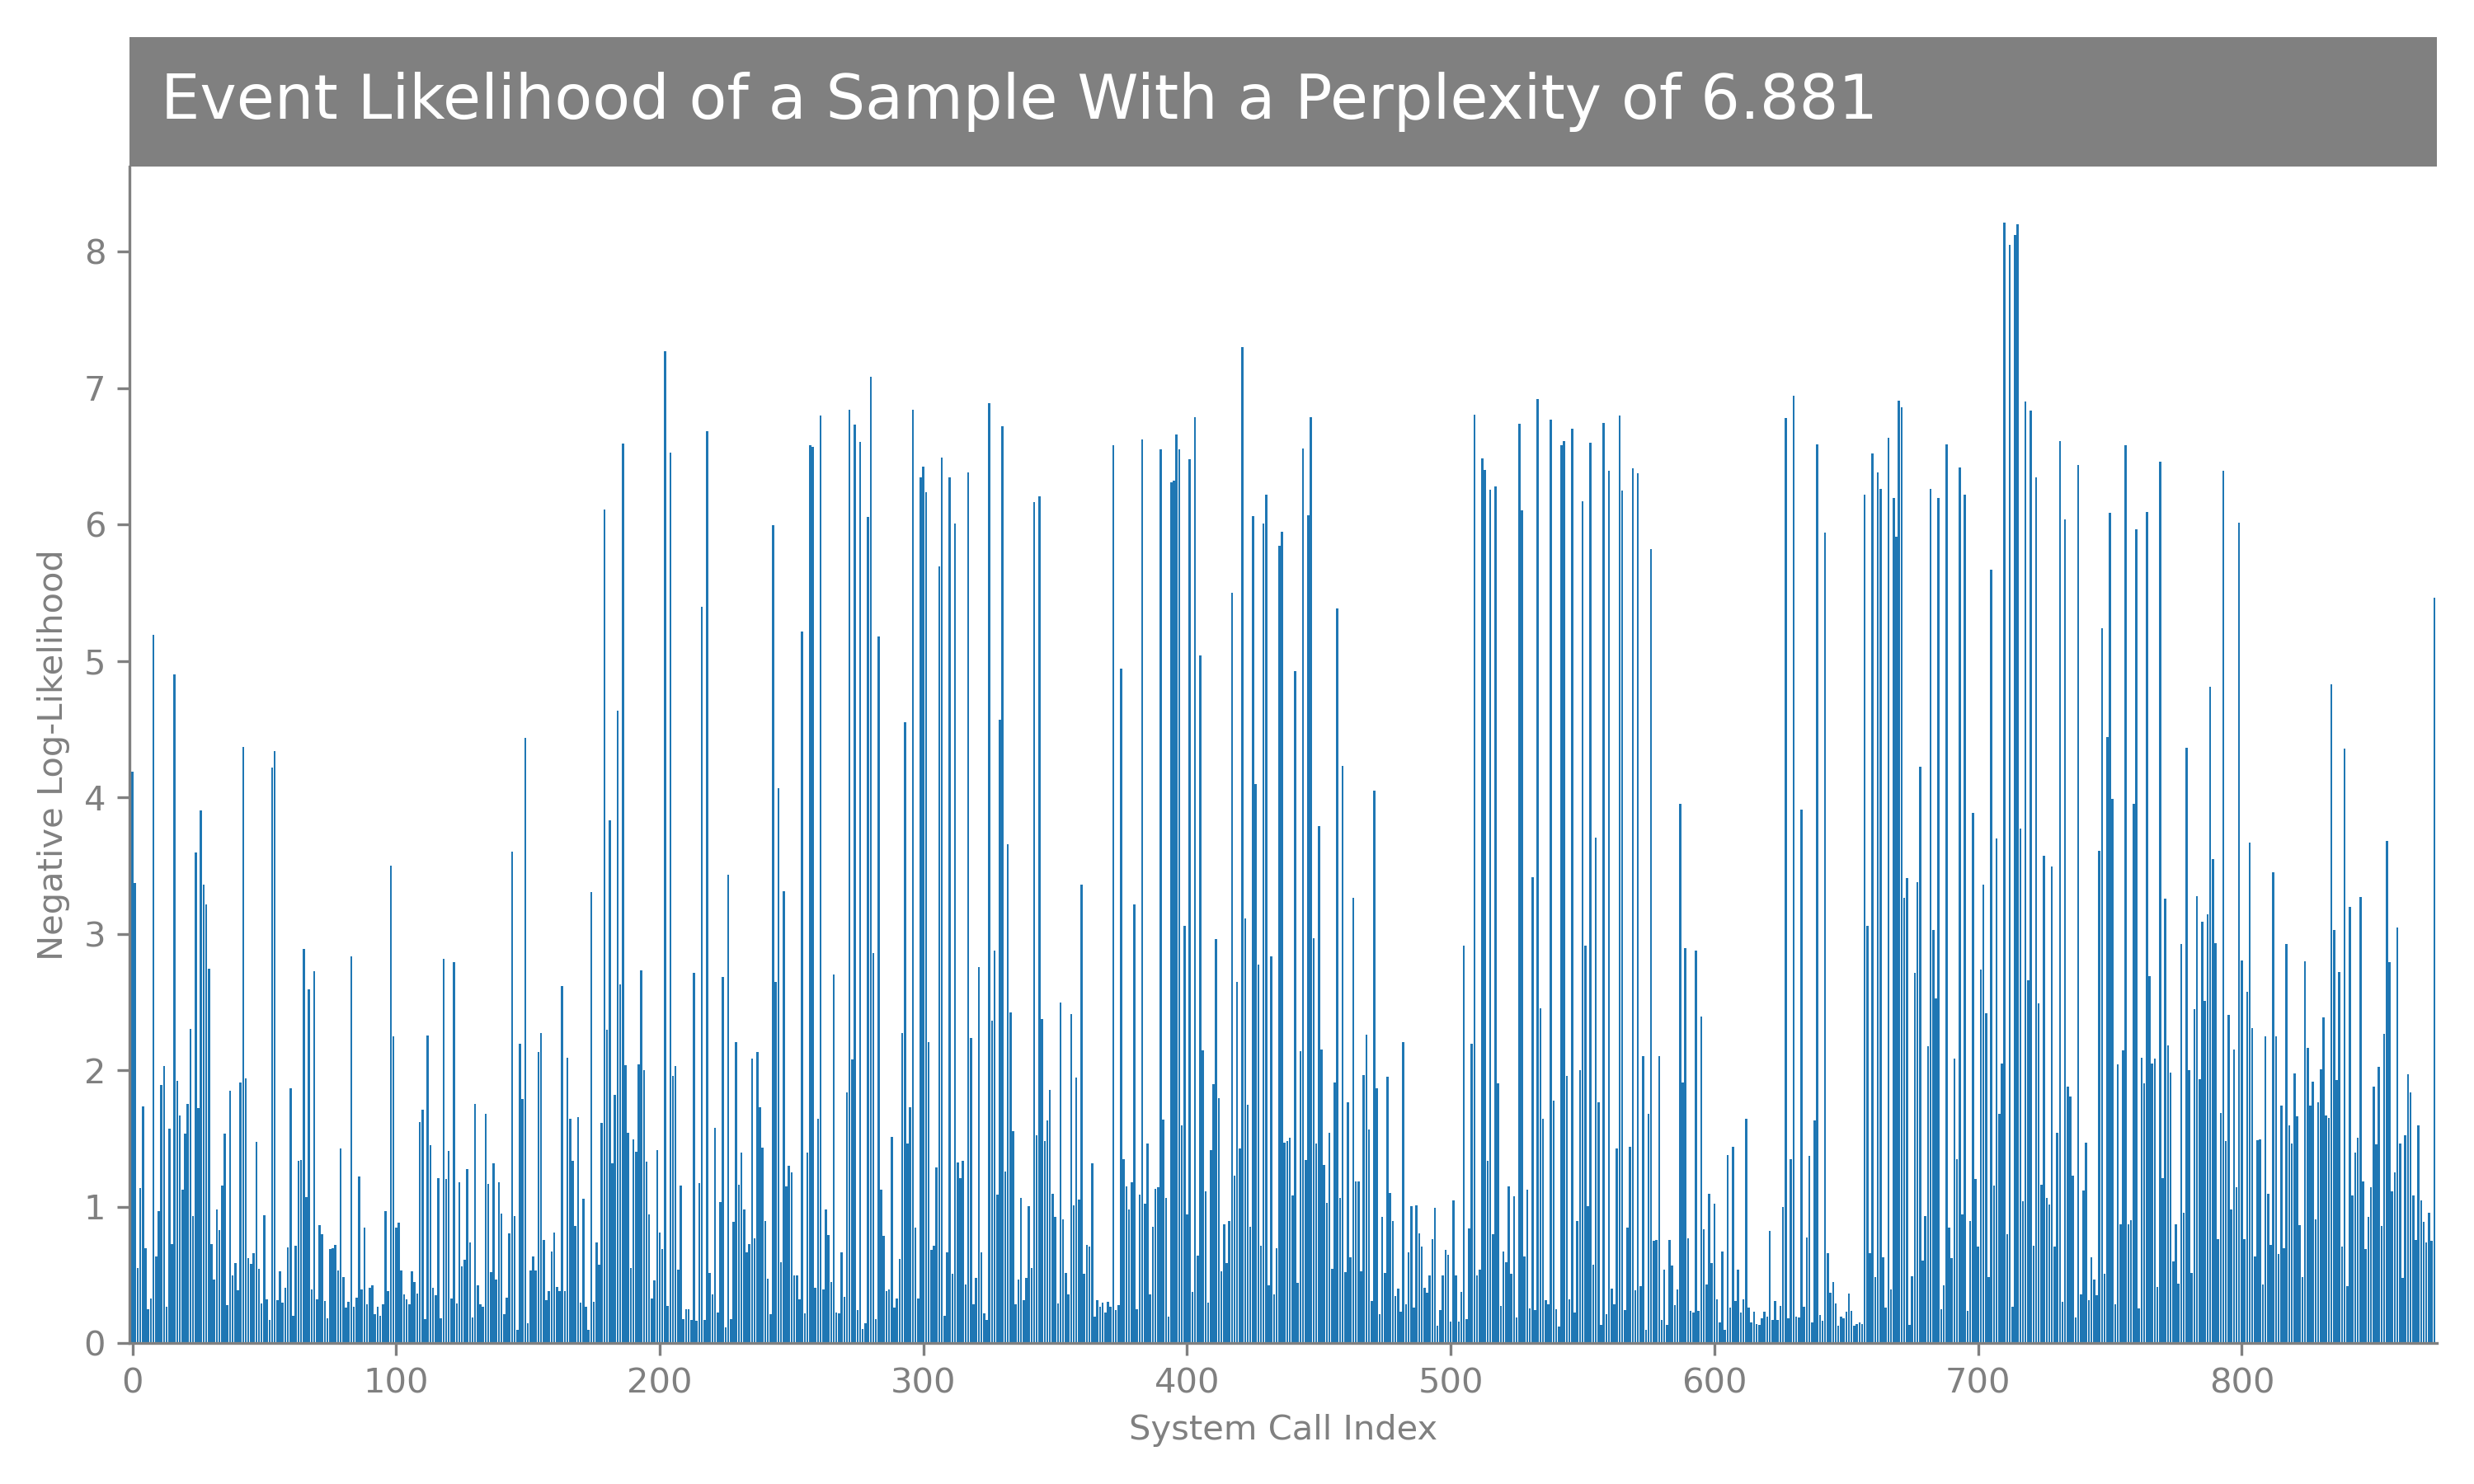 Event Likelihood of a Sample With a Perplexity of 6.881
Negative Log-Likelihood
8
7
6
5
4
3
2
1
0
0 100 200 300 400 500 600 700 800
System Call Index